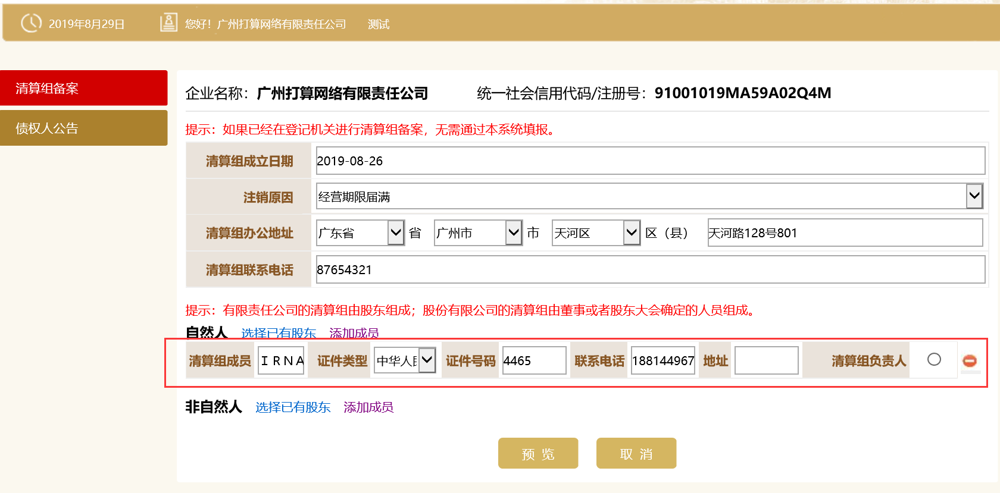 2019年8月29日 您好！广州打算网络有限责任公司 测试
清算组备案
债权人公告
企业名称：广州打算网络有限责任公司 统一社会信用代码/注册号：91001019MA59A02Q4M
提示：如果已经在登记机关进行清算组备案，无需通过本系统填报。
清算组成立日期 2019-08-26
注销原因 经营期限届满
清算组办公地址 广东省 省 广州市 市 天河区 区（县） 天河路128号801
清算组联系电话 87654321
提示：有限责任公司的清算组由股东组成；股份有限公司的清算组由董事或者股东大会确定的人员组成。
自然人 选择已有股东 添加成员
清算组成员 ＩＲＮＡ 证件类型 中华人民 证件号码 4465 联系电话 188144967 地址 清算组负责人
非自然人 选择已有股东 添加成员
预 览 取 消